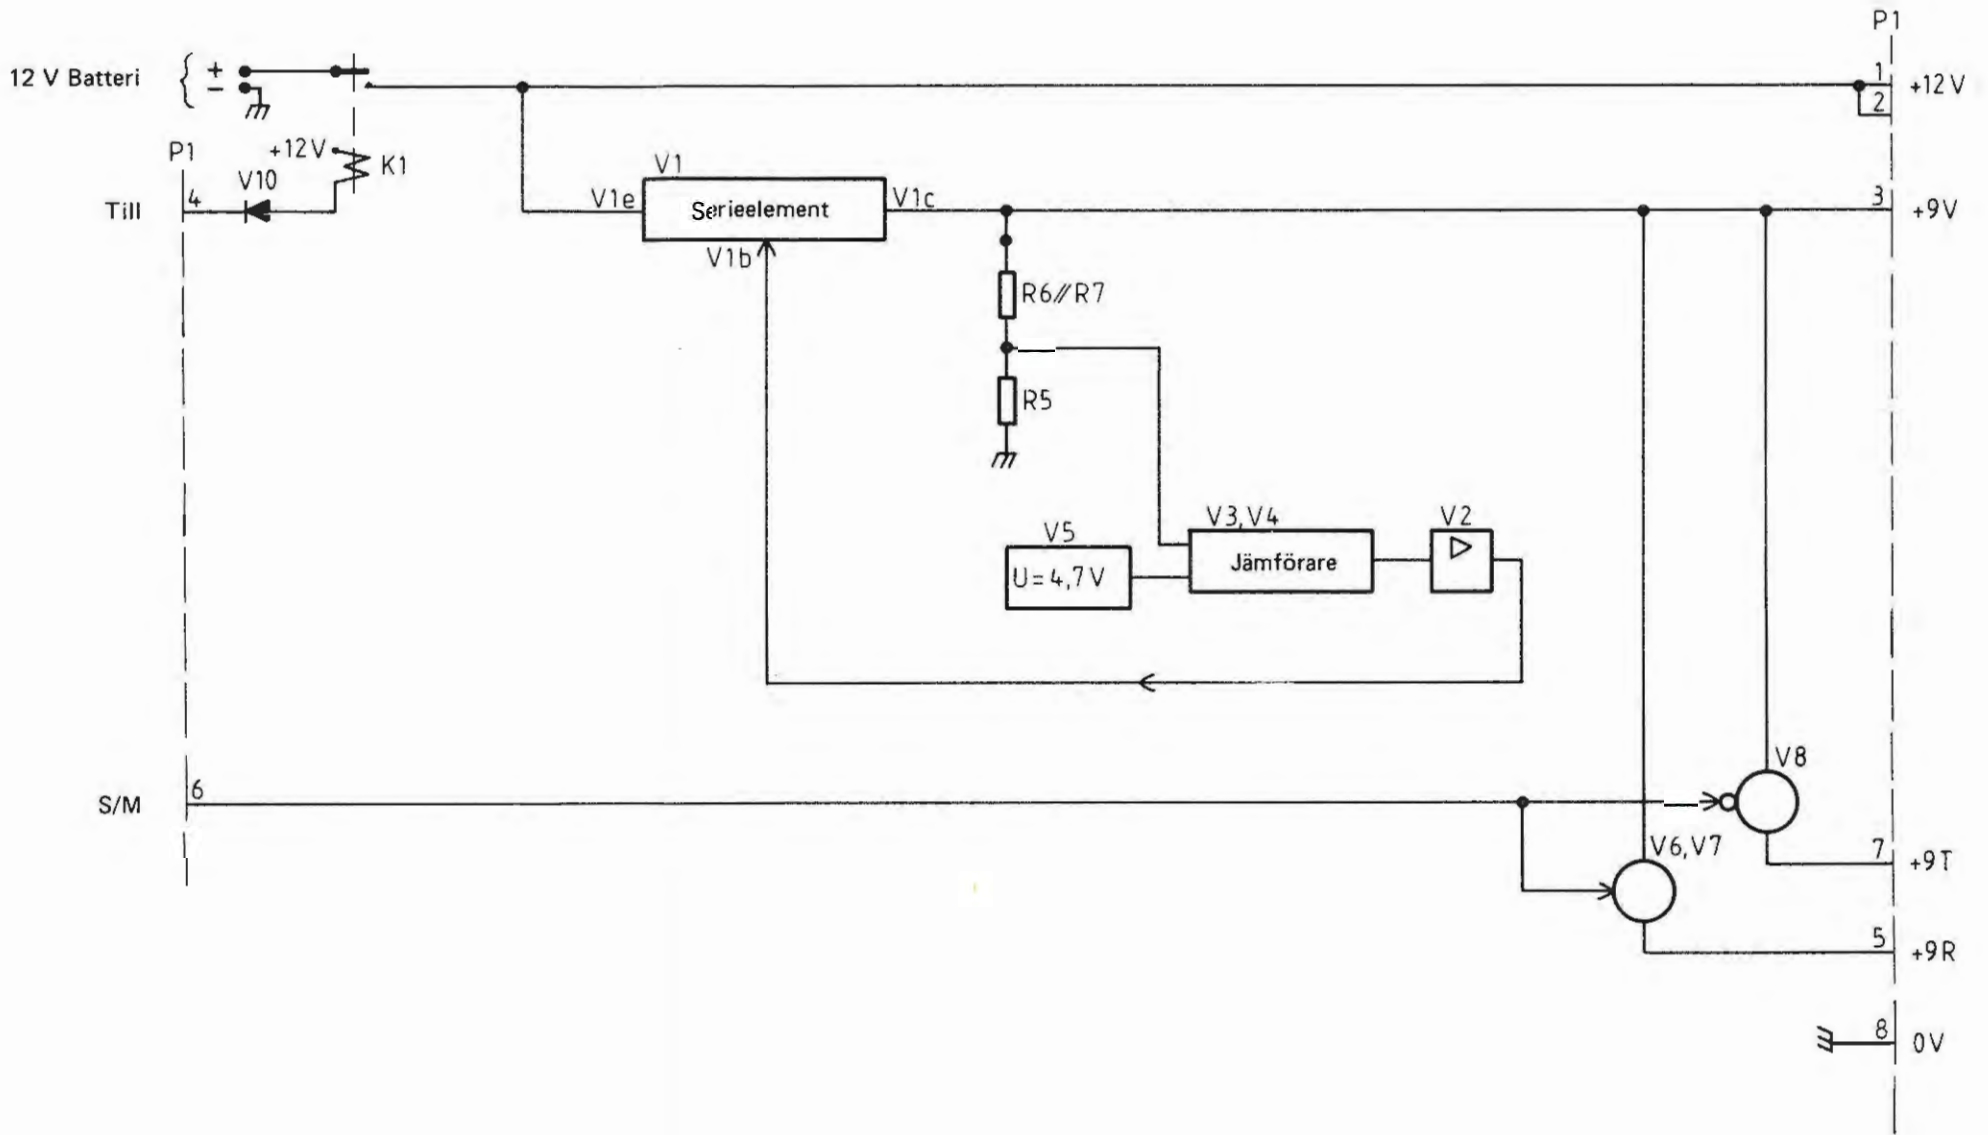 P1
12 V Batteri { + −
1 +12V
2
P1
+12V
K1
V10
Till 4
V1
V1e
Serieelement
V1c
V1b
3 +9V
R6//R7
R5
V5
U=4,7V
V3,V4
Jämförare
V2
S/M 6
V8
V6,V7
7 +9T
5 +9R
8 0V